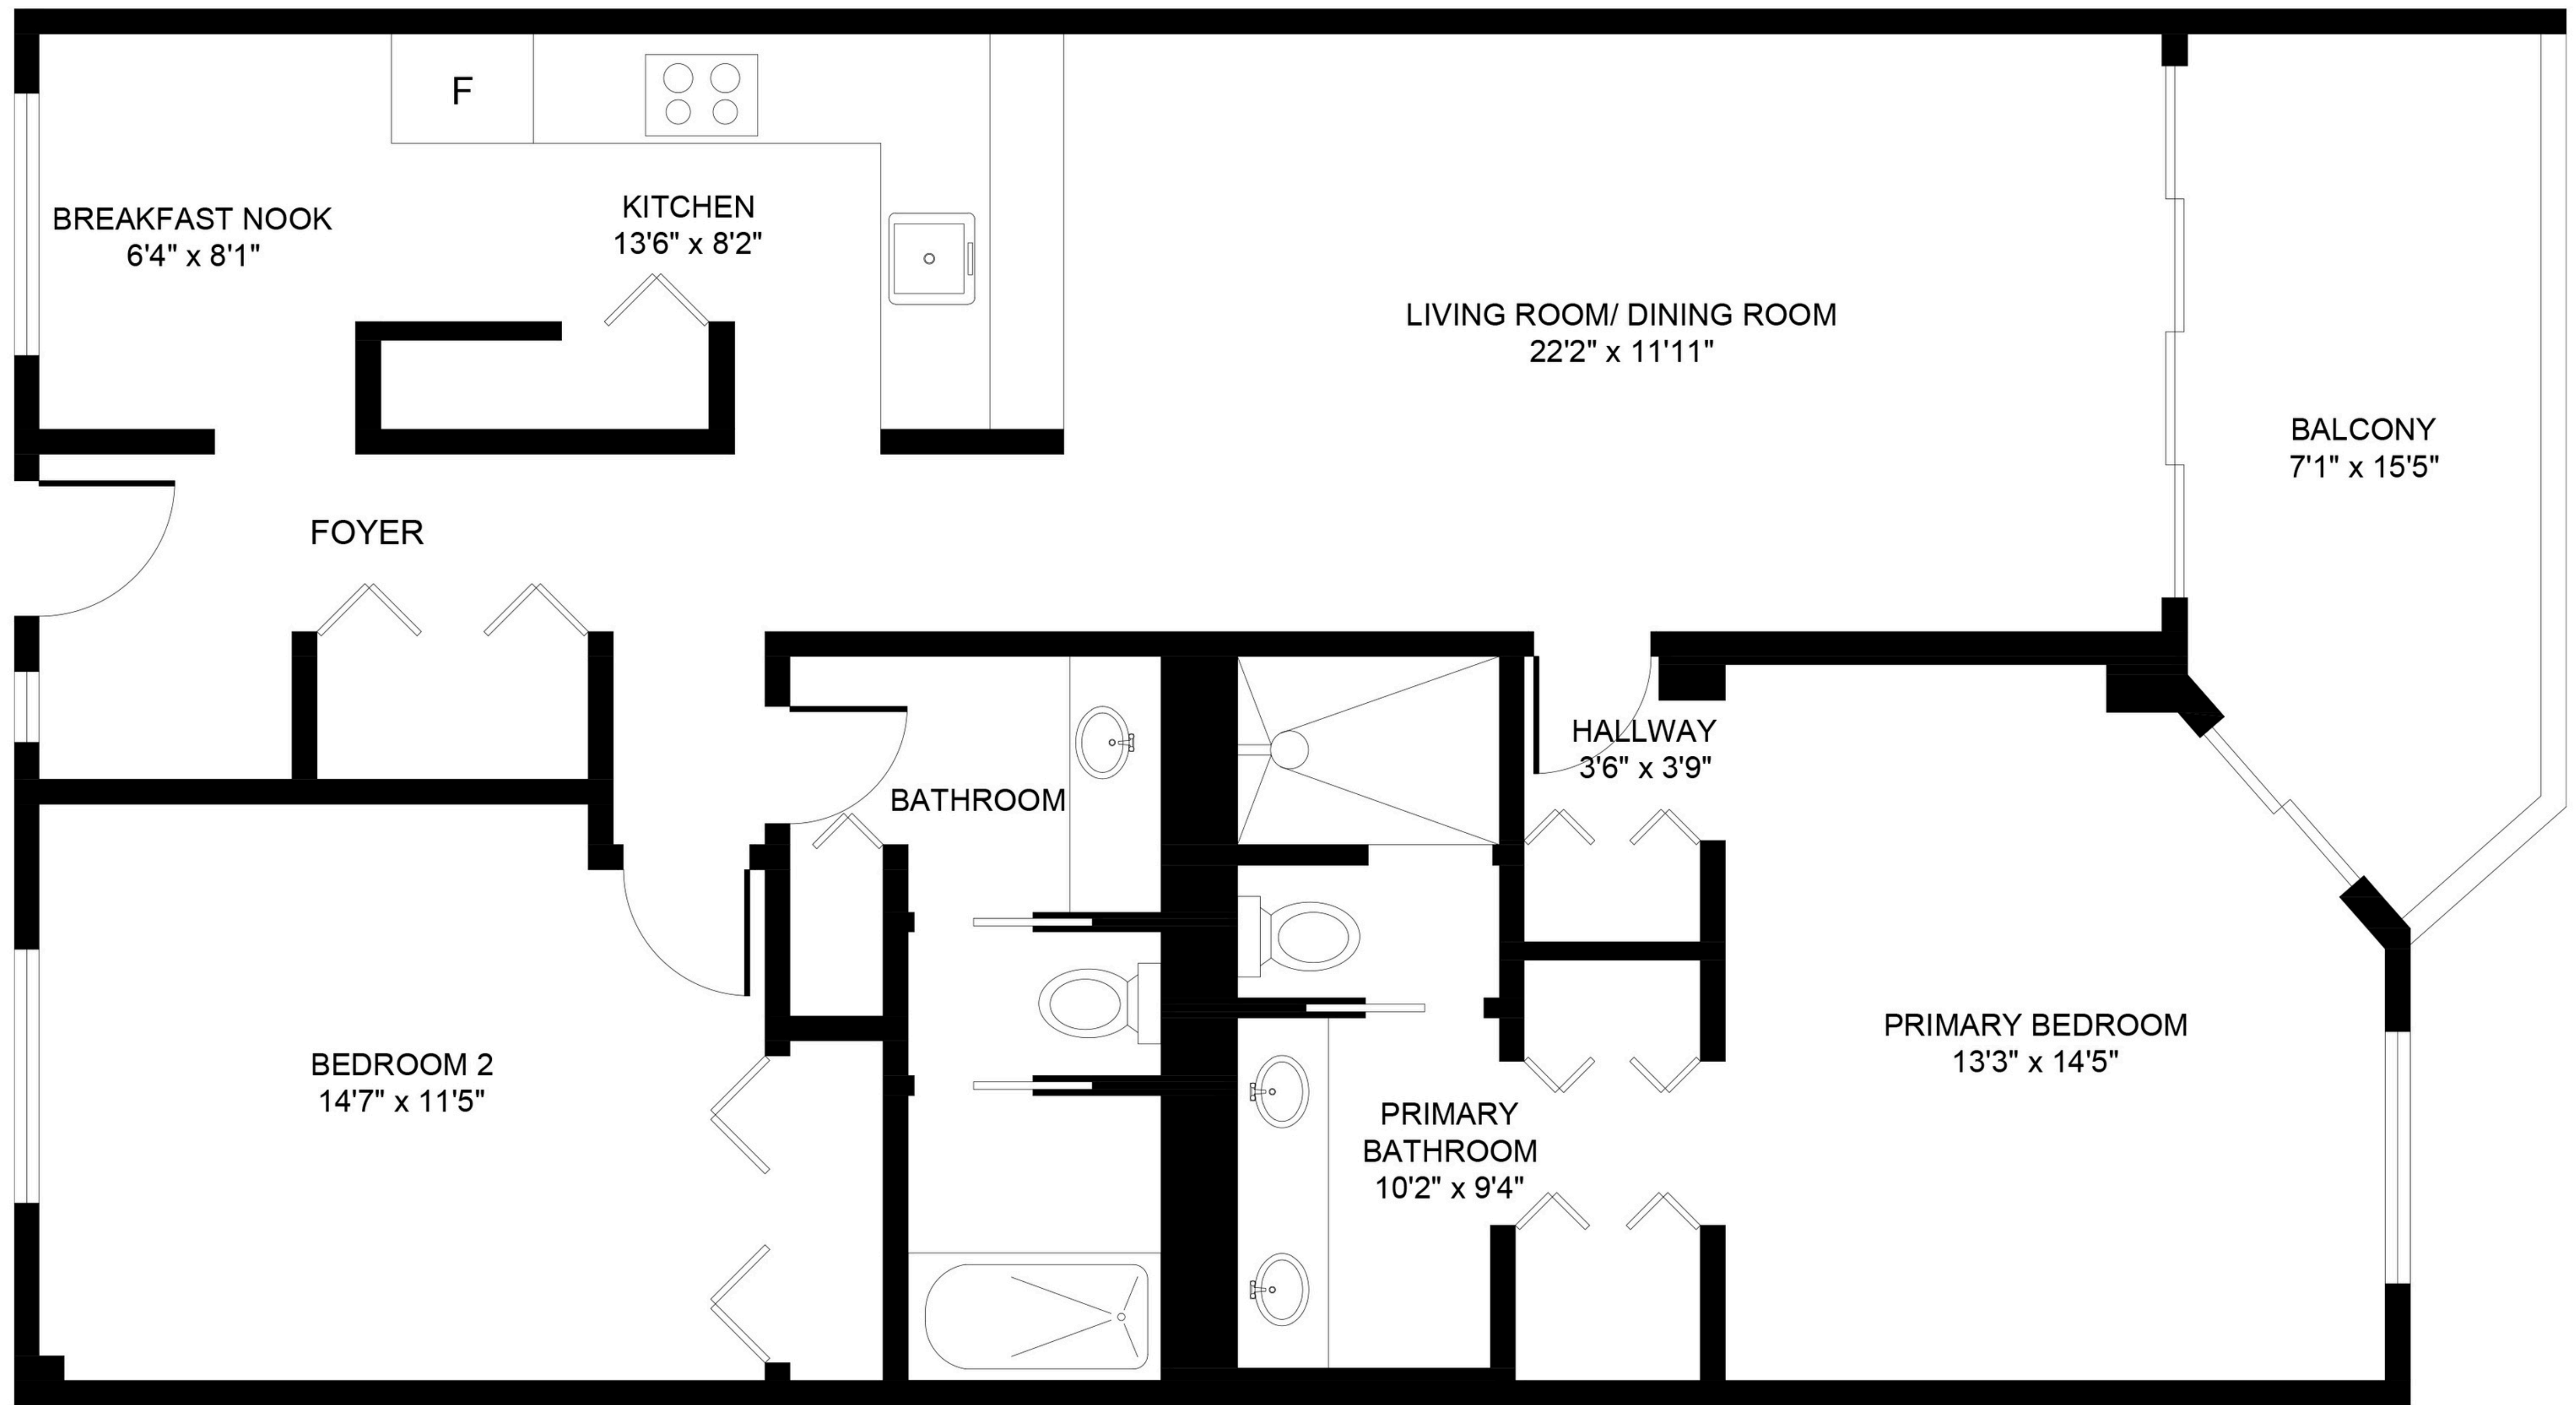 F
BREAKFAST NOOK
6'4" x 8'1"
KITCHEN
13'6" x 8'2"
LIVING ROOM/ DINING ROOM
22'2" x 11'11"
BALCONY
7'1" x 15'5"
FOYER
HALLWAY
3'6" x 3'9"
BATHROOM
BEDROOM 2
14'7" x 11'5"
PRIMARY
BATHROOM
10'2" x 9'4"
PRIMARY BEDROOM
13'3" x 14'5"